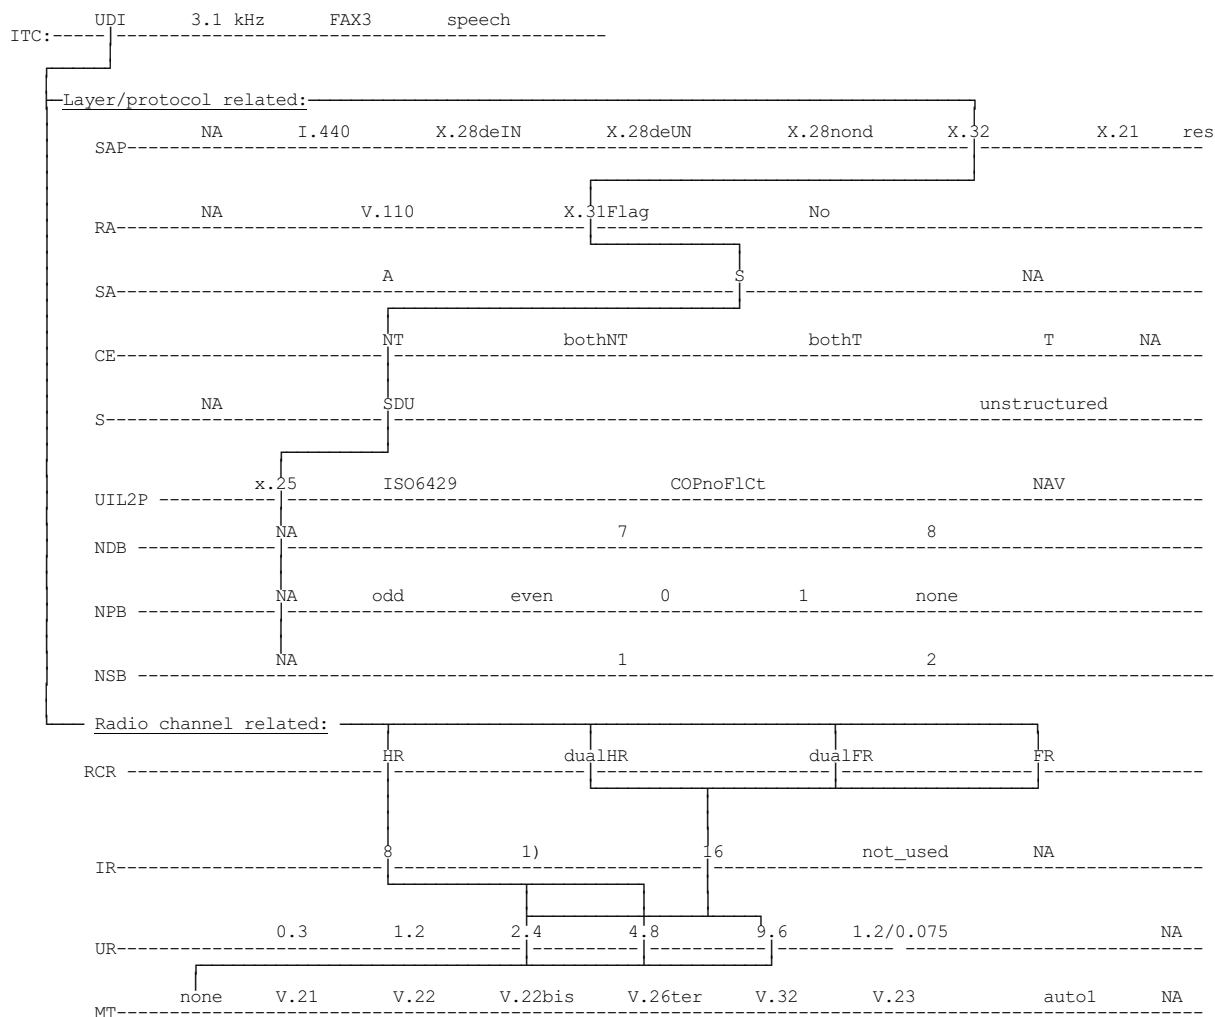 UDI 3.1 kHz FAX3 speech
ITC:
Layer/protocol related:
NA I.440 X.28deIN X.28deUN X.28nond X.32 X.21 res
SAP
NA V.110 X.31Flag No
RA
A S NA
SA
NT bothNT bothT T NA
CE
NA SDU unstructured
S
x.25 ISO6429 COPnoFlCt NAV
UIL2P
NA 7 8
NDB
NA odd even 0 1 none
NPB
NA 1 2
NSB
Radio channel related:
HR dualHR dualFR FR
RCR
8 1) 16 not_used NA
IR
0.3 1.2 2.4 4.8 9.6 1.2/0.075 NA
UR
none V.21 V.22 V.22bis V.26ter V.32 V.23 auto1 NA
MT